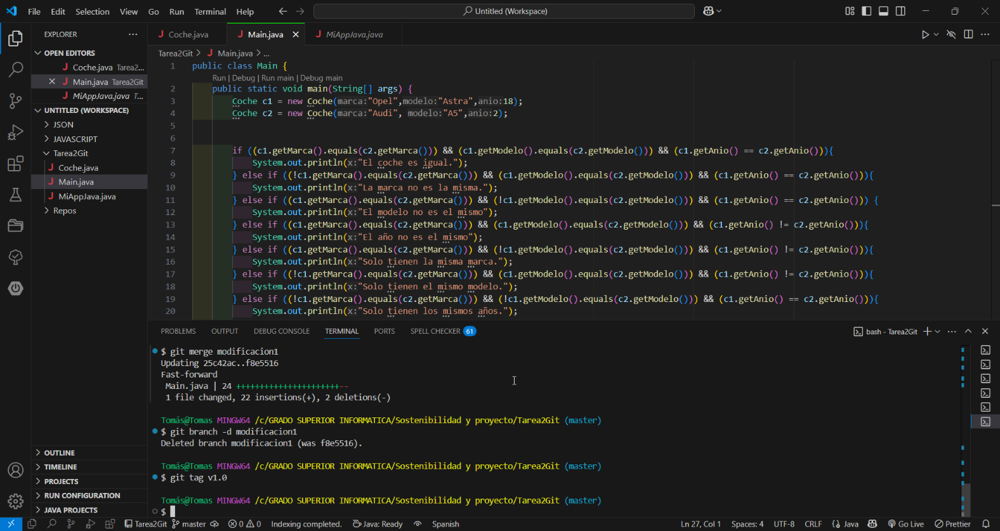 File Edit Selection View Go Run Terminal Help
Untitled (Workspace)
EXPLORER
OPEN EDITORS
Coche.java Tarea2...
Main.java Tarea2Git
MiAppJava.java T...
UNTITLED (WORKSPACE)
JSON
JAVASCRIPT
Tarea2Git
Coche.java
Main.java
MiAppJava.java
Repos
OUTLINE
TIMELINE
PROJECTS
RUN CONFIGURATION
JAVA PROJECTS
Coche.java Main.java MiAppJava.java
Tarea2Git > Main.java > ...
1 public class Main {
Run | Debug | Run main | Debug main
2 public static void main(String[] args) {
3 Coche c1 = new Coche(marca:"Opel",modelo:"Astra",anio:18);
4 Coche c2 = new Coche(marca:"Audi", modelo:"A5",anio:2);
5
6
7 if ((c1.getMarca().equals(c2.getMarca())) && (c1.getModelo().equals(c2.getModelo())) && (c1.getAnio() == c2.getAnio())){
8 System.out.println(x:"El coche es igual.");
9 } else if ((!c1.getMarca().equals(c2.getMarca())) && (c1.getModelo().equals(c2.getModelo())) && (c1.getAnio() == c2.getAnio())){
10 System.out.println(x:"La marca no es la misma.");
11 } else if ((c1.getMarca().equals(c2.getMarca())) && (!c1.getModelo().equals(c2.getModelo())) && (c1.getAnio() == c2.getAnio())) {
12 System.out.println(x:"El modelo no es el mismo");
13 } else if ((c1.getMarca().equals(c2.getMarca())) && (c1.getModelo().equals(c2.getModelo())) && (c1.getAnio() != c2.getAnio())){
14 System.out.println(x:"El año no es el mismo");
15 } else if ((c1.getMarca().equals(c2.getMarca())) && (!c1.getModelo().equals(c2.getModelo())) && (c1.getAnio() != c2.getAnio())){
16 System.out.println(x:"Solo tienen la misma marca.");
17 } else if ((!c1.getMarca().equals(c2.getMarca())) && (c1.getModelo().equals(c2.getModelo())) && (c1.getAnio() != c2.getAnio())){
18 System.out.println(x:"Solo tienen el mismo modelo.");
19 } else if ((!c1.getMarca().equals(c2.getMarca())) && (!c1.getModelo().equals(c2.getModelo())) && (c1.getAnio() == c2.getAnio())){
20 System.out.println(x:"Solo tienen los mismos años.");
PROBLEMS OUTPUT DEBUG CONSOLE TERMINAL PORTS SPELL CHECKER 61
bash - Tarea2Git
$ git merge modificacion1
Updating 25c42ac..f8e5516
Fast-forward
Main.java | 24 ++++++++++++++++++++++--
1 file changed, 22 insertions(+), 2 deletions(-)
Tomás@Tomas MINGW64 /c/GRADO SUPERIOR INFORMATICA/Sostenibilidad y proyecto/Tarea2Git (master)
$ git branch -d modificacion1
Deleted branch modificacion1 (was f8e5516).
Tomás@Tomas MINGW64 /c/GRADO SUPERIOR INFORMATICA/Sostenibilidad y proyecto/Tarea2Git (master)
$ git tag v1.0
Tomás@Tomas MINGW64 /c/GRADO SUPERIOR INFORMATICA/Sostenibilidad y proyecto/Tarea2Git (master)
$
Tarea2Git master 0 0 Indexing completed. Java: Ready Spanish
Ln 27, Col 1 Spaces: 4 UTF-8 CRLF {} Java Go Live Prettier